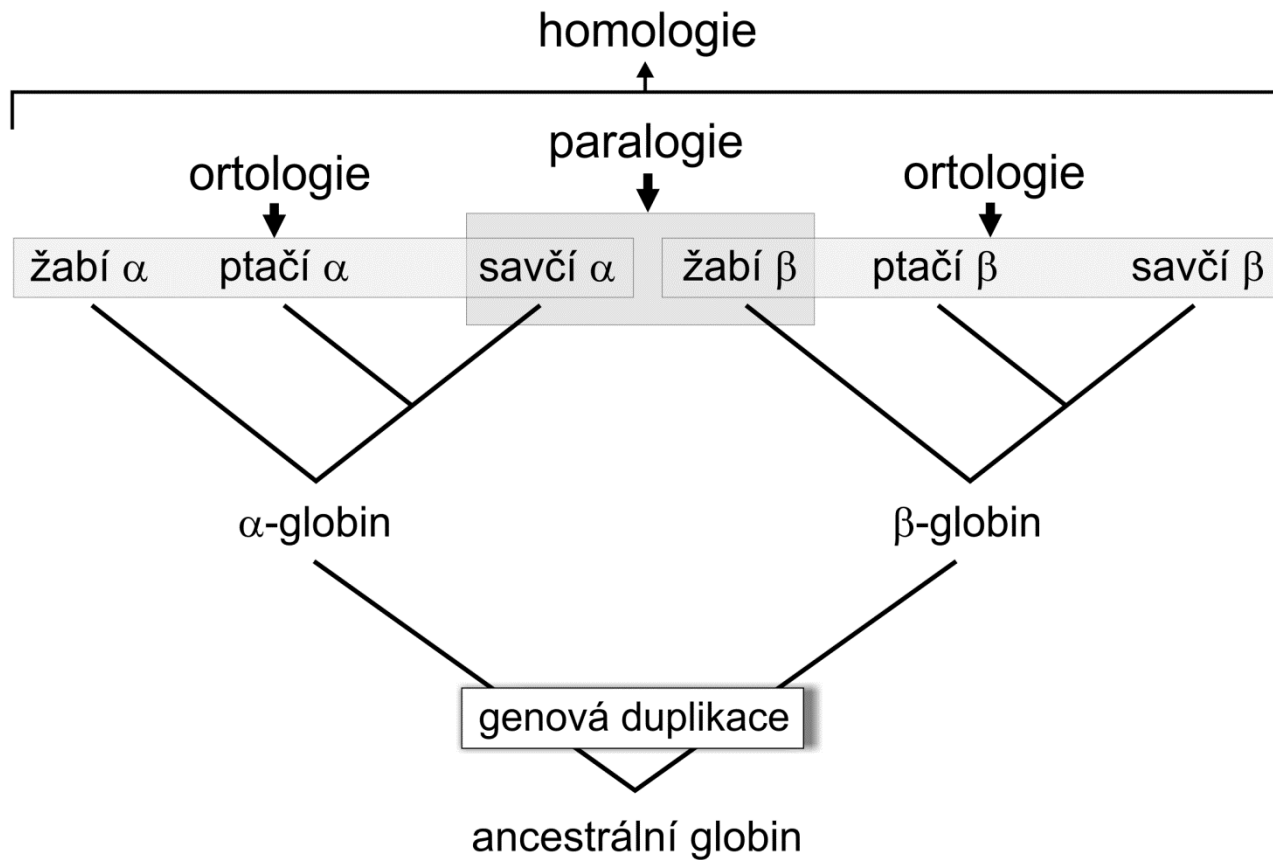 homologie
paralogie
ortologie
ortologie
žabí α ptačí α savčí α žabí β ptačí β savčí β
α-globin β-globin
genová duplikace
ancestrální globin